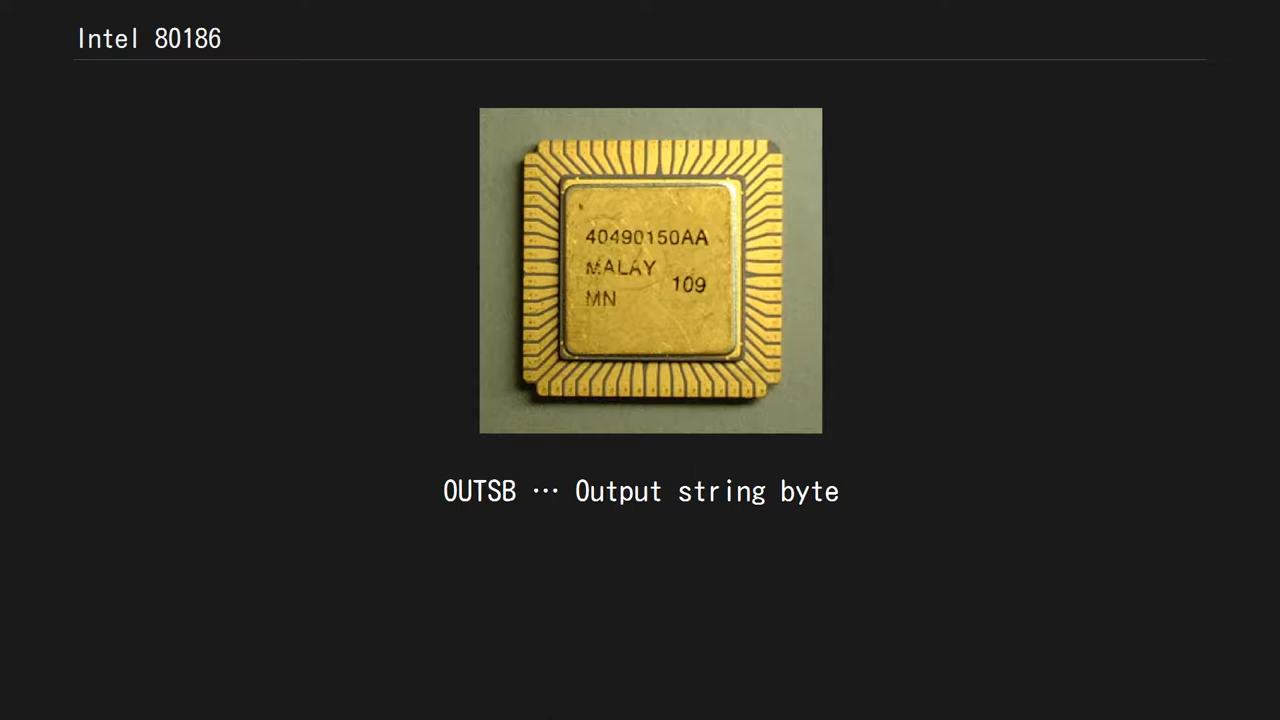 Intel 80186
40490150AA
MALAY
109
MN
OUTSB … Output string byte